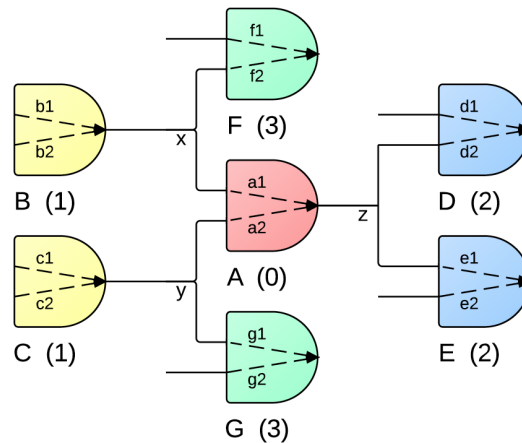 f1
f2
F (3)
b1
b2
B (1)
x
d1
d2
D (2)
a1
a2
A (0)
z
c1
c2
C (1)
y
e1
e2
E (2)
g1
g2
G (3)